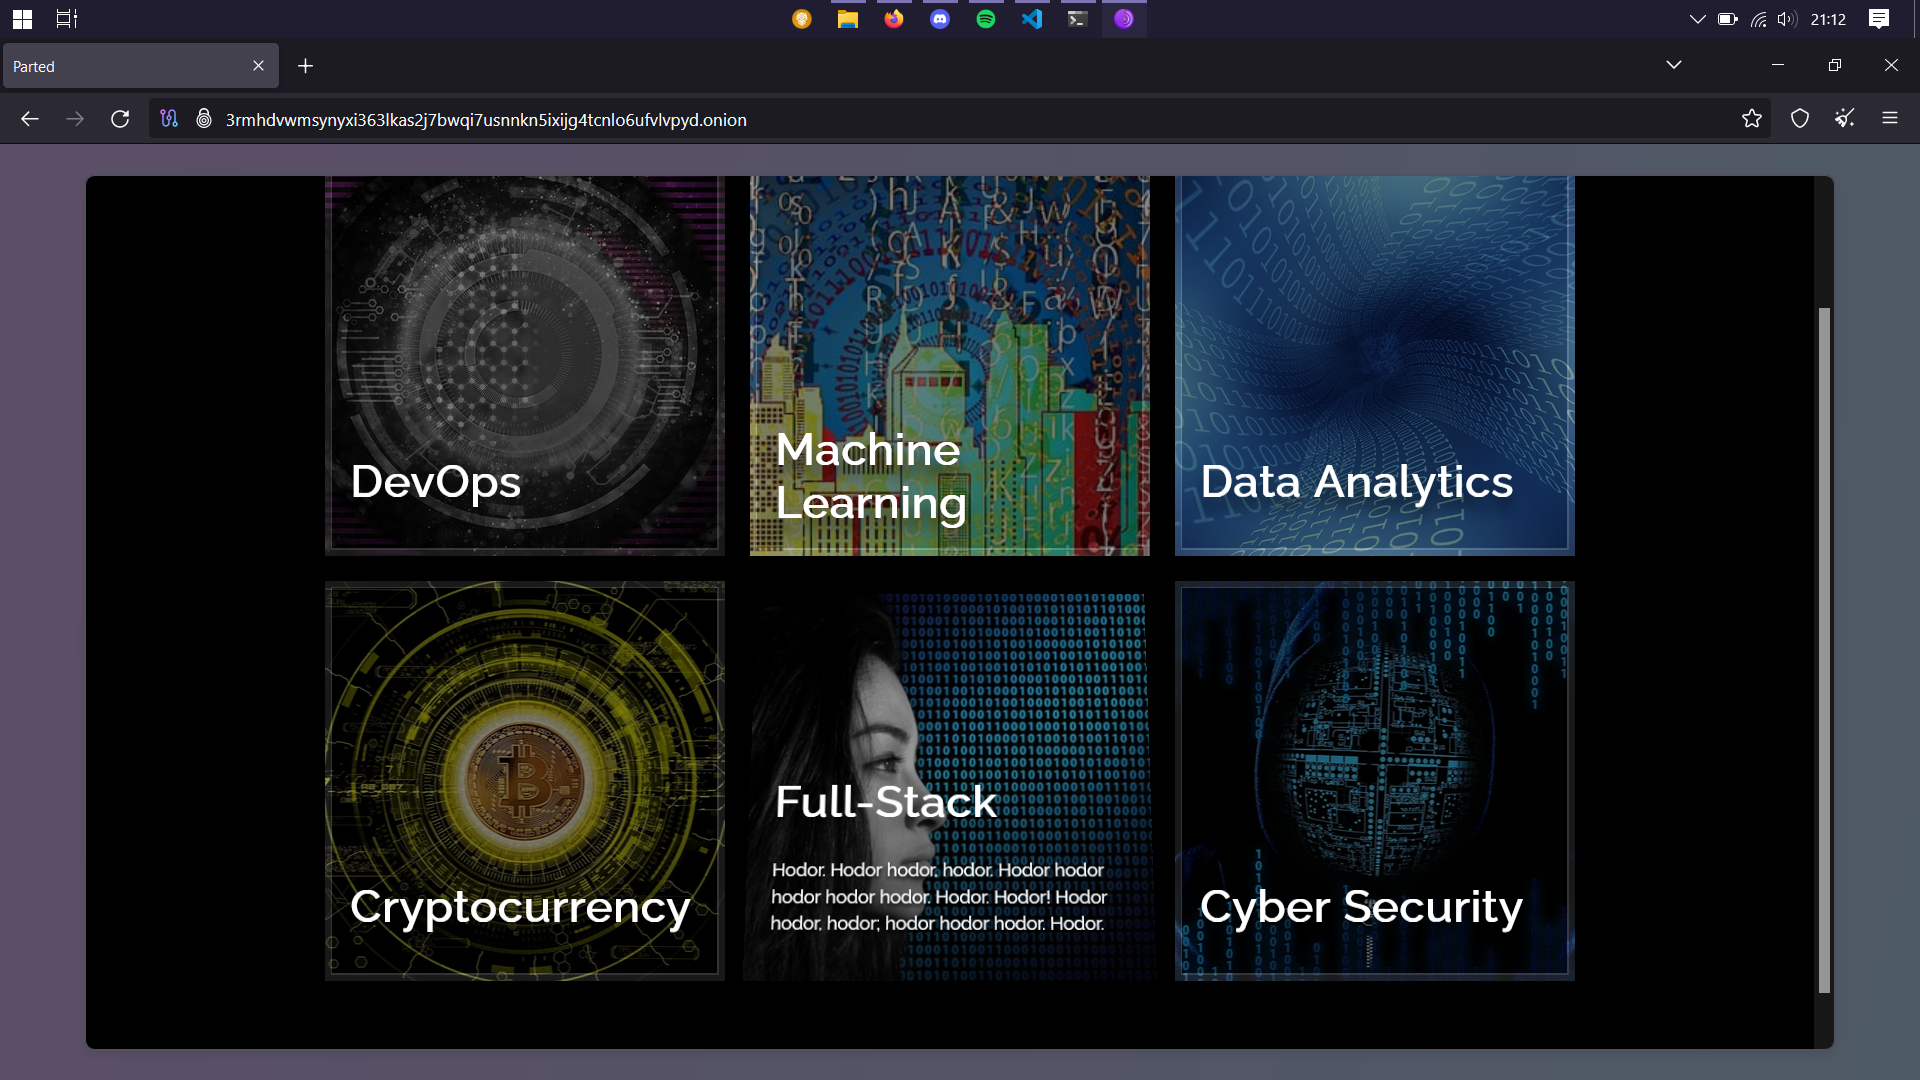 21:12
Parted
3rmhdvwmsynyxi363lkas2j7bwqi7usnnkn5ixijg4tcnlo6ufvlvpyd.onion
DevOps
Machine
Learning
Data Analytics
Cryptocurrency
Full-Stack
Hodor. Hodor hodor, hodor. Hodor hodor
hodor hodor hodor. Hodor. Hodor! Hodor
hodor, hodor; hodor hodor hodor. Hodor.
Cyber Security